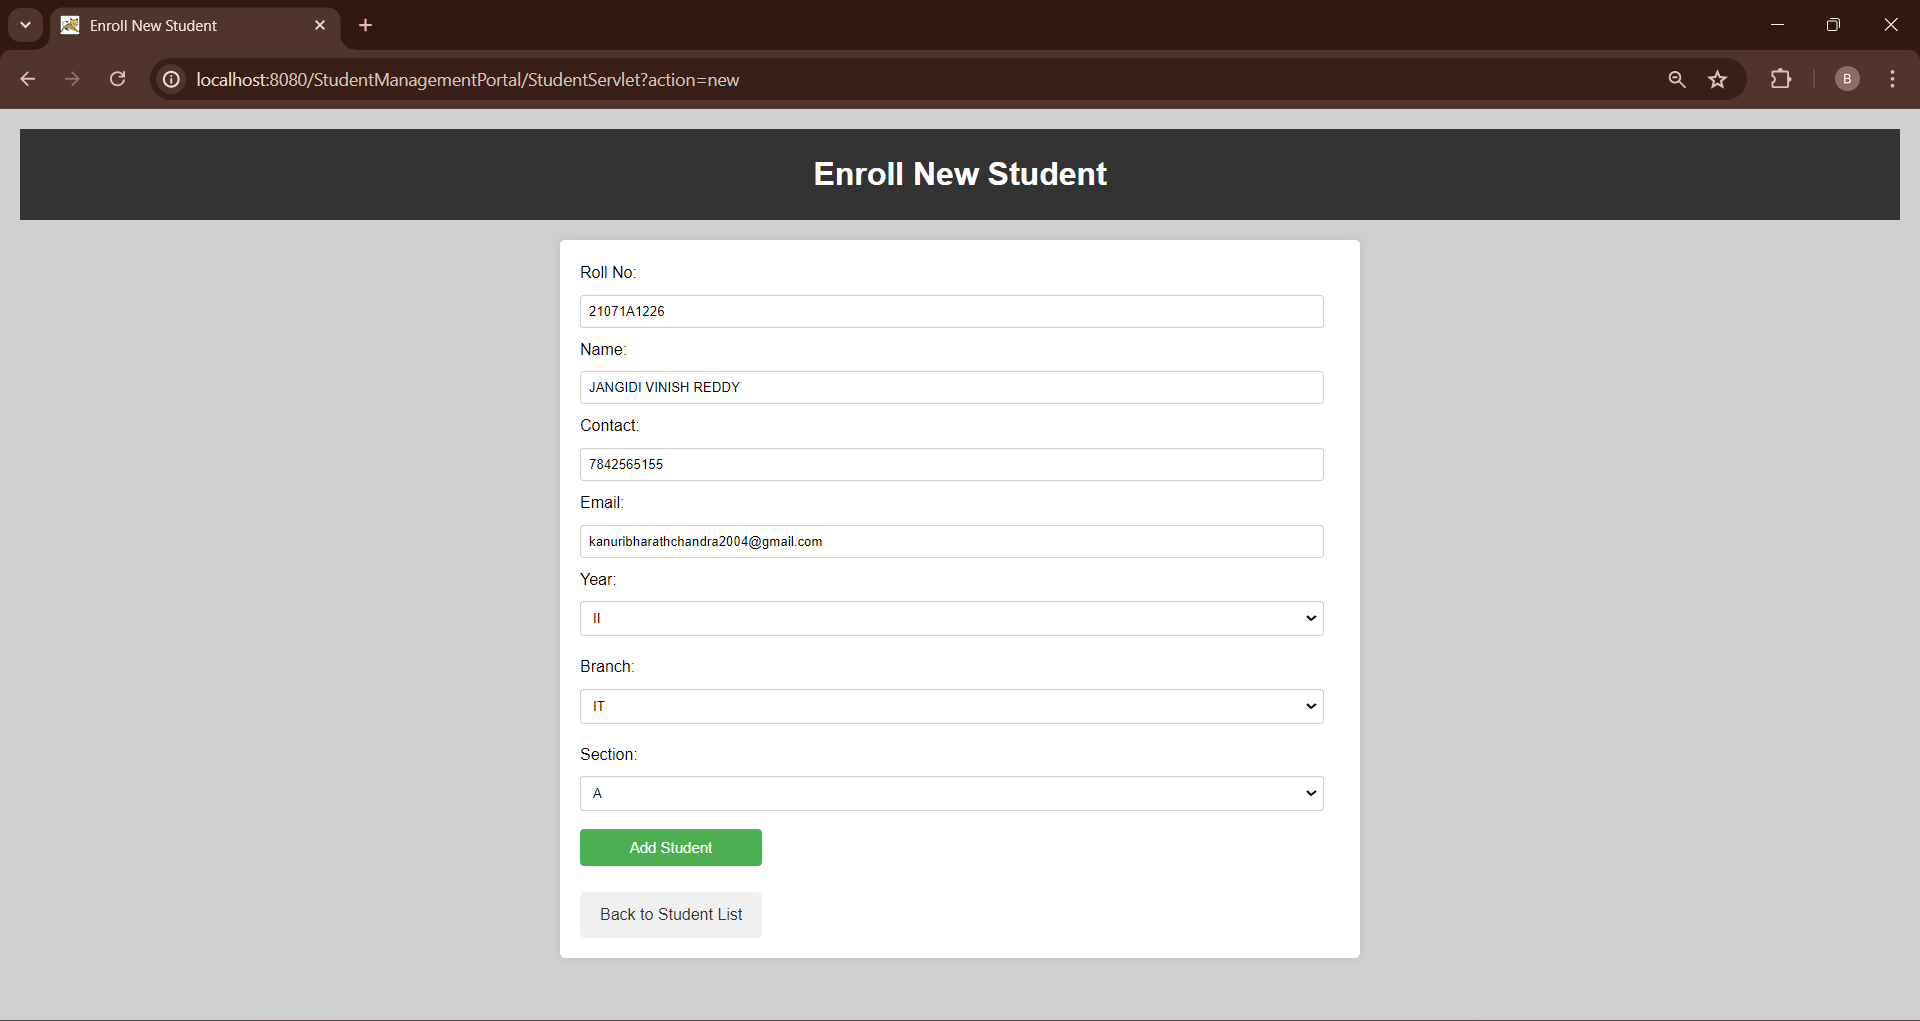 Enroll New Student
localhost:8080/StudentManagementPortal/StudentServlet?action=new
B
Enroll New Student
Roll No:
21071A1226
Name:
JANGIDI VINISH REDDY
Contact:
7842565155
Email:
kanuribharathchandra2004@gmail.com
Year:
II
Branch:
IT
Section:
A
Add Student
Back to Student List